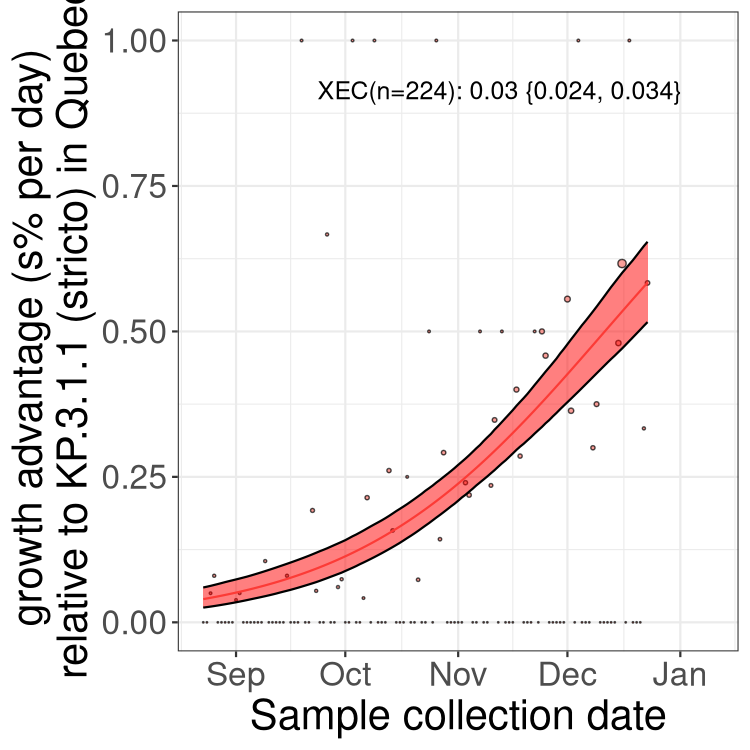 growth advantage (s% per day)
relative to KP.3.1.1 (stricto) in Quebec
1.00
0.75
0.50
0.25
0.00
XEC(n=224): 0.03 {0.024, 0.034}
Sep Oct Nov Dec Jan
Sample collection date